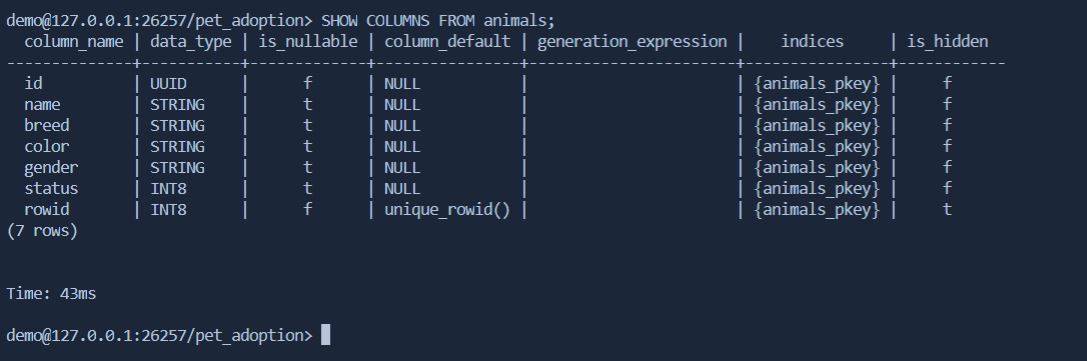 demo@127.0.0.1:26257/pet_adoption> SHOW COLUMNS FROM animals;
  column_name | data_type | is_nullable | column_default | generation_expression |    indices     | is_hidden
--------------+-----------+-------------+----------------+-----------------------+----------------+------------
  id          | UUID      |      f      | NULL           |                       | {animals_pkey} |     f
  name        | STRING    |      t      | NULL           |                       | {animals_pkey} |     f
  breed       | STRING    |      t      | NULL           |                       | {animals_pkey} |     f
  color       | STRING    |      t      | NULL           |                       | {animals_pkey} |     f
  gender      | STRING    |      t      | NULL           |                       | {animals_pkey} |     f
  status      | INT8      |      t      | NULL           |                       | {animals_pkey} |     f
  rowid       | INT8      |      f      | unique_rowid() |                       | {animals_pkey} |     t
(7 rows)
Time: 43ms
demo@127.0.0.1:26257/pet_adoption>